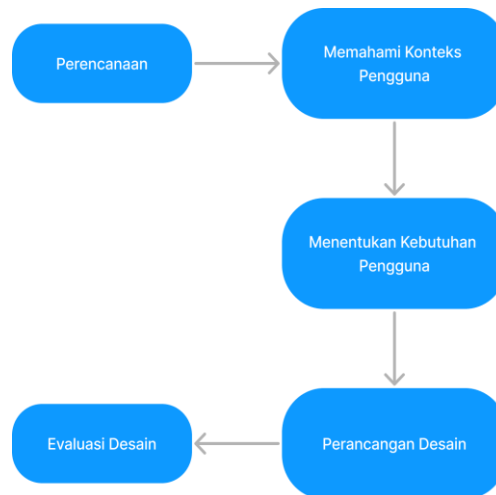 Perencanaan
Memahami Konteks
Pengguna
Menentukan Kebutuhan
Pengguna
Perancangan Desain
Evaluasi Desain